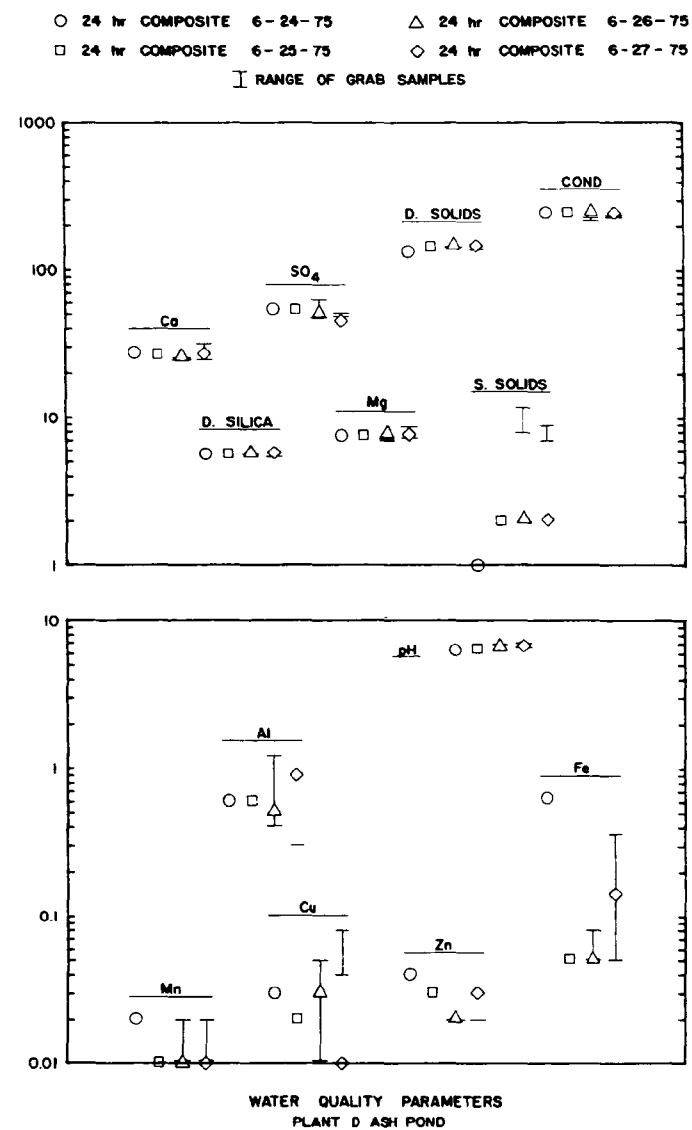 24 hr COMPOSITE 6-24-75
24 hr COMPOSITE 6-26-75
24 hr COMPOSITE 6-25-75
24 hr COMPOSITE 6-27-75
RANGE OF GRAB SAMPLES
1000
COND
D. SOLIDS
SO4
100
Ca
S. SOLIDS
Mg
D. SILICA
10
1
10
pH
Al
Fe
1
Cu
0.1
Zn
Mn
0.01
WATER QUALITY PARAMETERS
PLANT D ASH POND